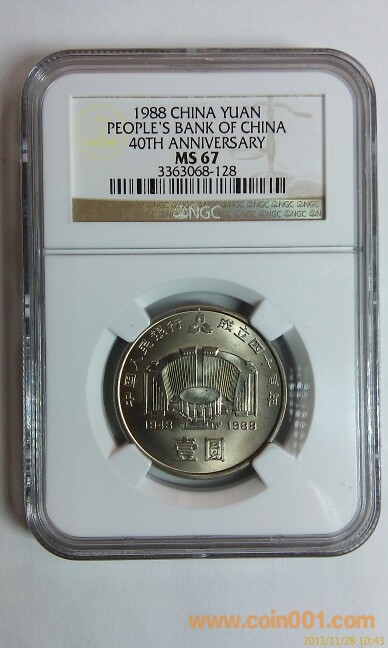 1988 CHINA YUAN
PEOPLE'S BANK OF CHINA
40TH ANNIVERSARY
MS 67
3363068-128
NGC
中国人民银行 成立四十周年
1948 1988
壹圆
www.coin001.com
2013/11/28 10:43